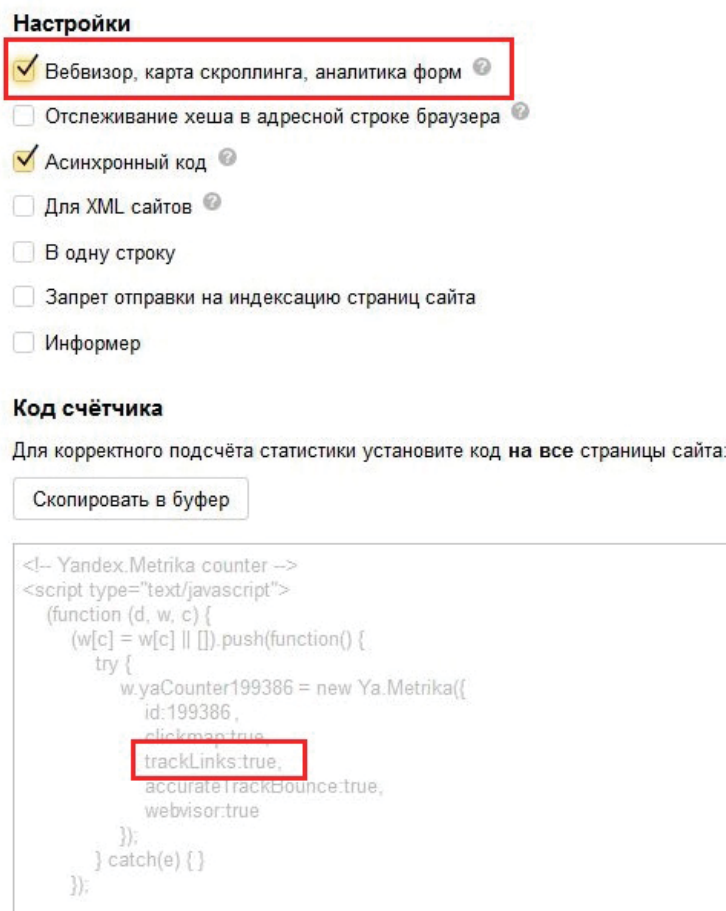 Настройки
Вебвизор, карта скроллинга, аналитика форм ?
Отслеживание хеша в адресной строке браузера ?
Асинхронный код ?
Для XML сайтов ?
В одну строку
Запрет отправки на индексацию страниц сайта
Информер
Код счётчика
Для корректного подсчёта статистики установите код на все страницы сайта:
Скопировать в буфер
<!-- Yandex.Metrika counter -->
<script type="text/javascript">
(function (d, w, c) {
(w[c] = w[c] || []).push(function() {
try {
w.yaCounter199386 = new Ya.Metrika({
id:199386 ,
clickmap:true,
trackLinks:true,
accurateTrackBounce:true,
webvisor:true
});
} catch(e) { }
});